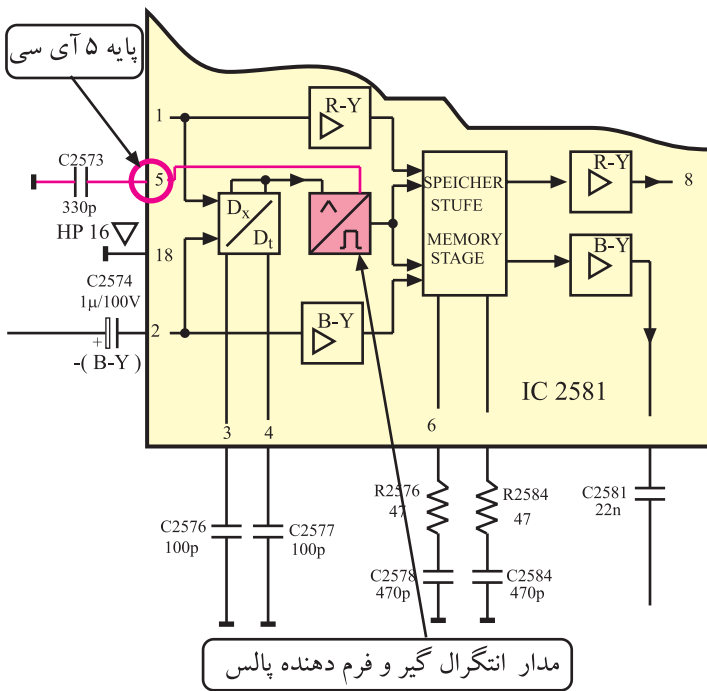 پایه ۵ آی سی
R-Y
1
C2573
5
330p
HP 16
18
C2574
1µ/100V
+
2
-( B-Y )
Dx
Dt
SPEICHER
STUFE
MEMORY
STAGE
R-Y
8
B-Y
B-Y
IC 2581
3
4
6
C2576
100p
C2577
100p
R2576
47
R2584
47
C2581
22n
C2578
470p
C2584
470p
مدار انتگرال گیر و فرم دهنده پالس